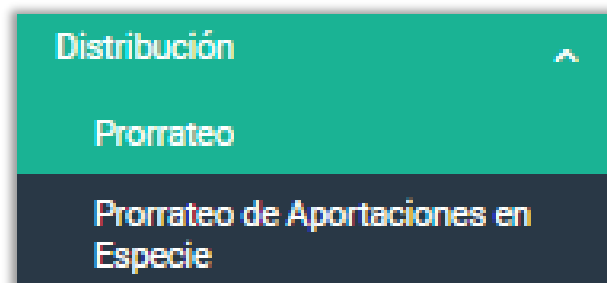 Distribución
Prorrateo
Prorrateo de Aportaciones en
Especie